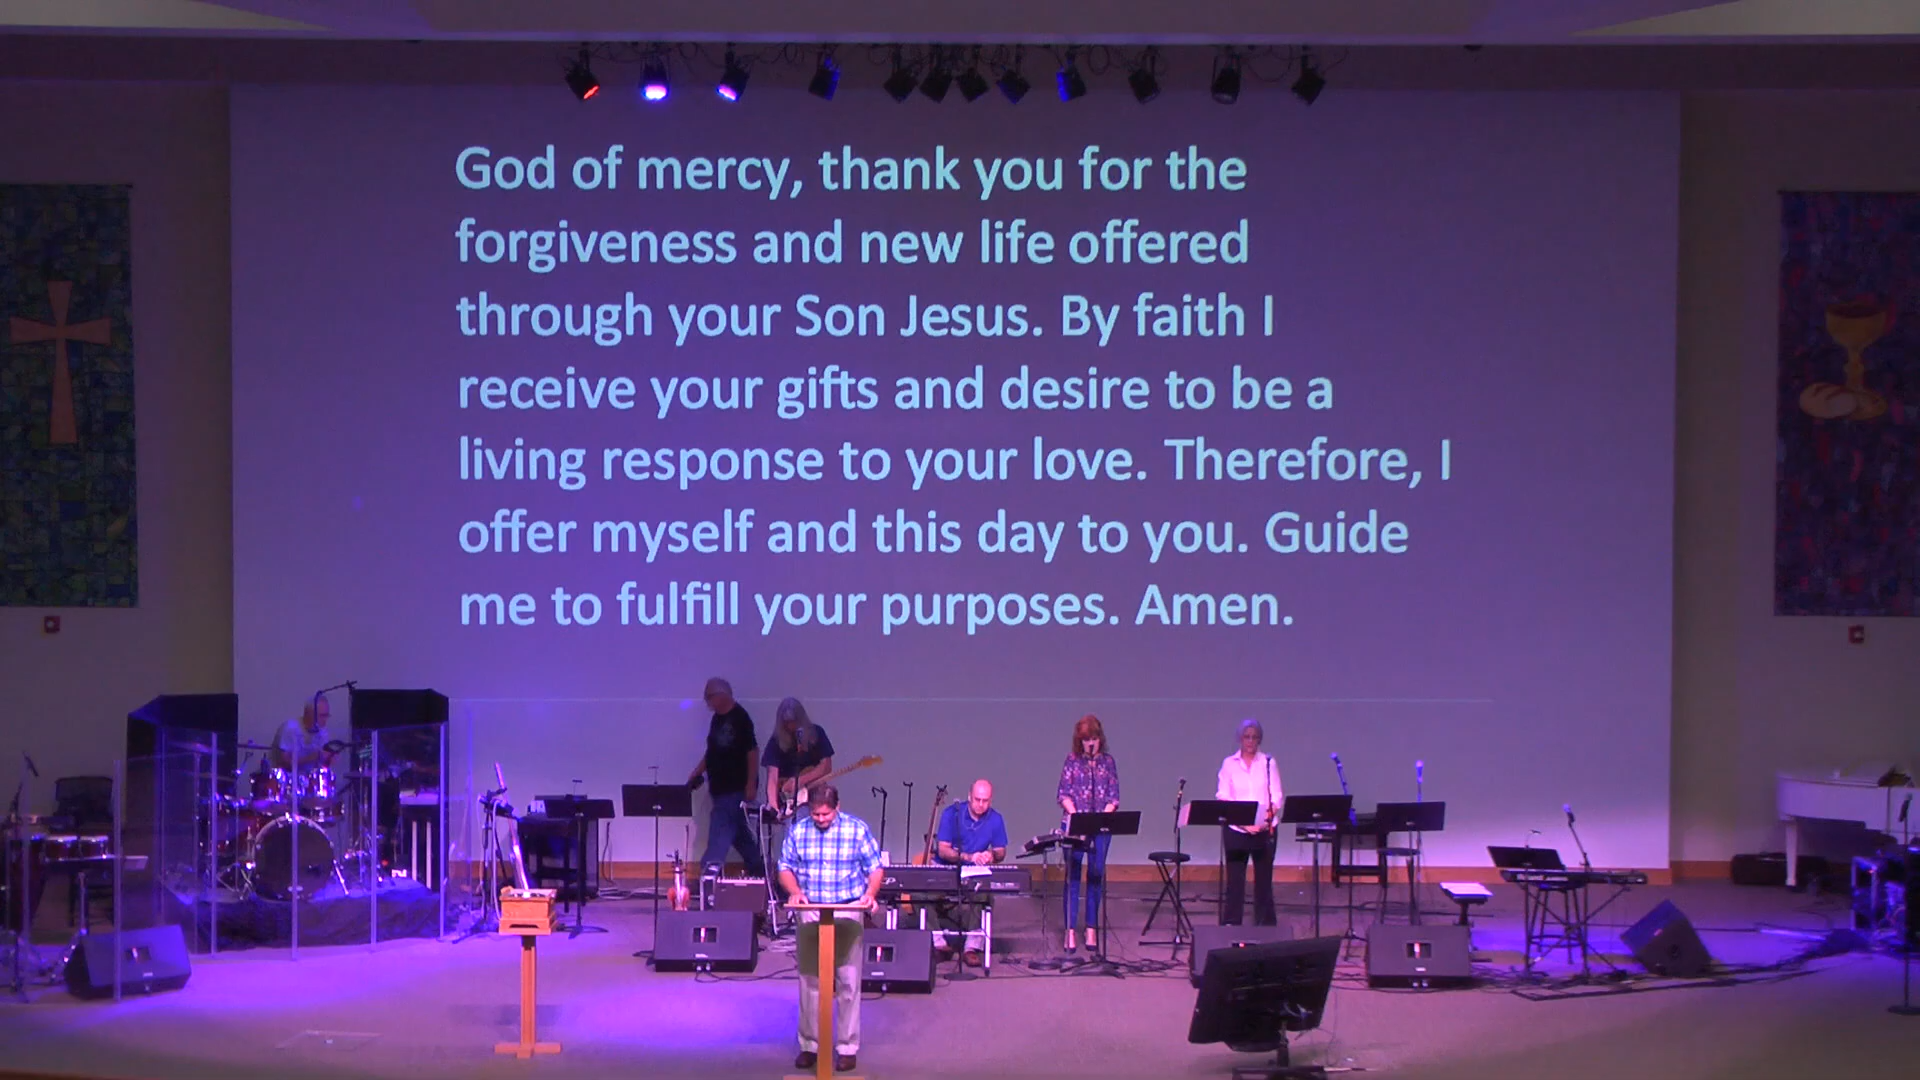 God of mercy, thank you for the
forgiveness and new life offered
through your Son Jesus. By faith I
receive your gifts and desire to be a
living response to your love. Therefore, I
offer myself and this day to you. Guide
me to fulfill your purposes. Amen.